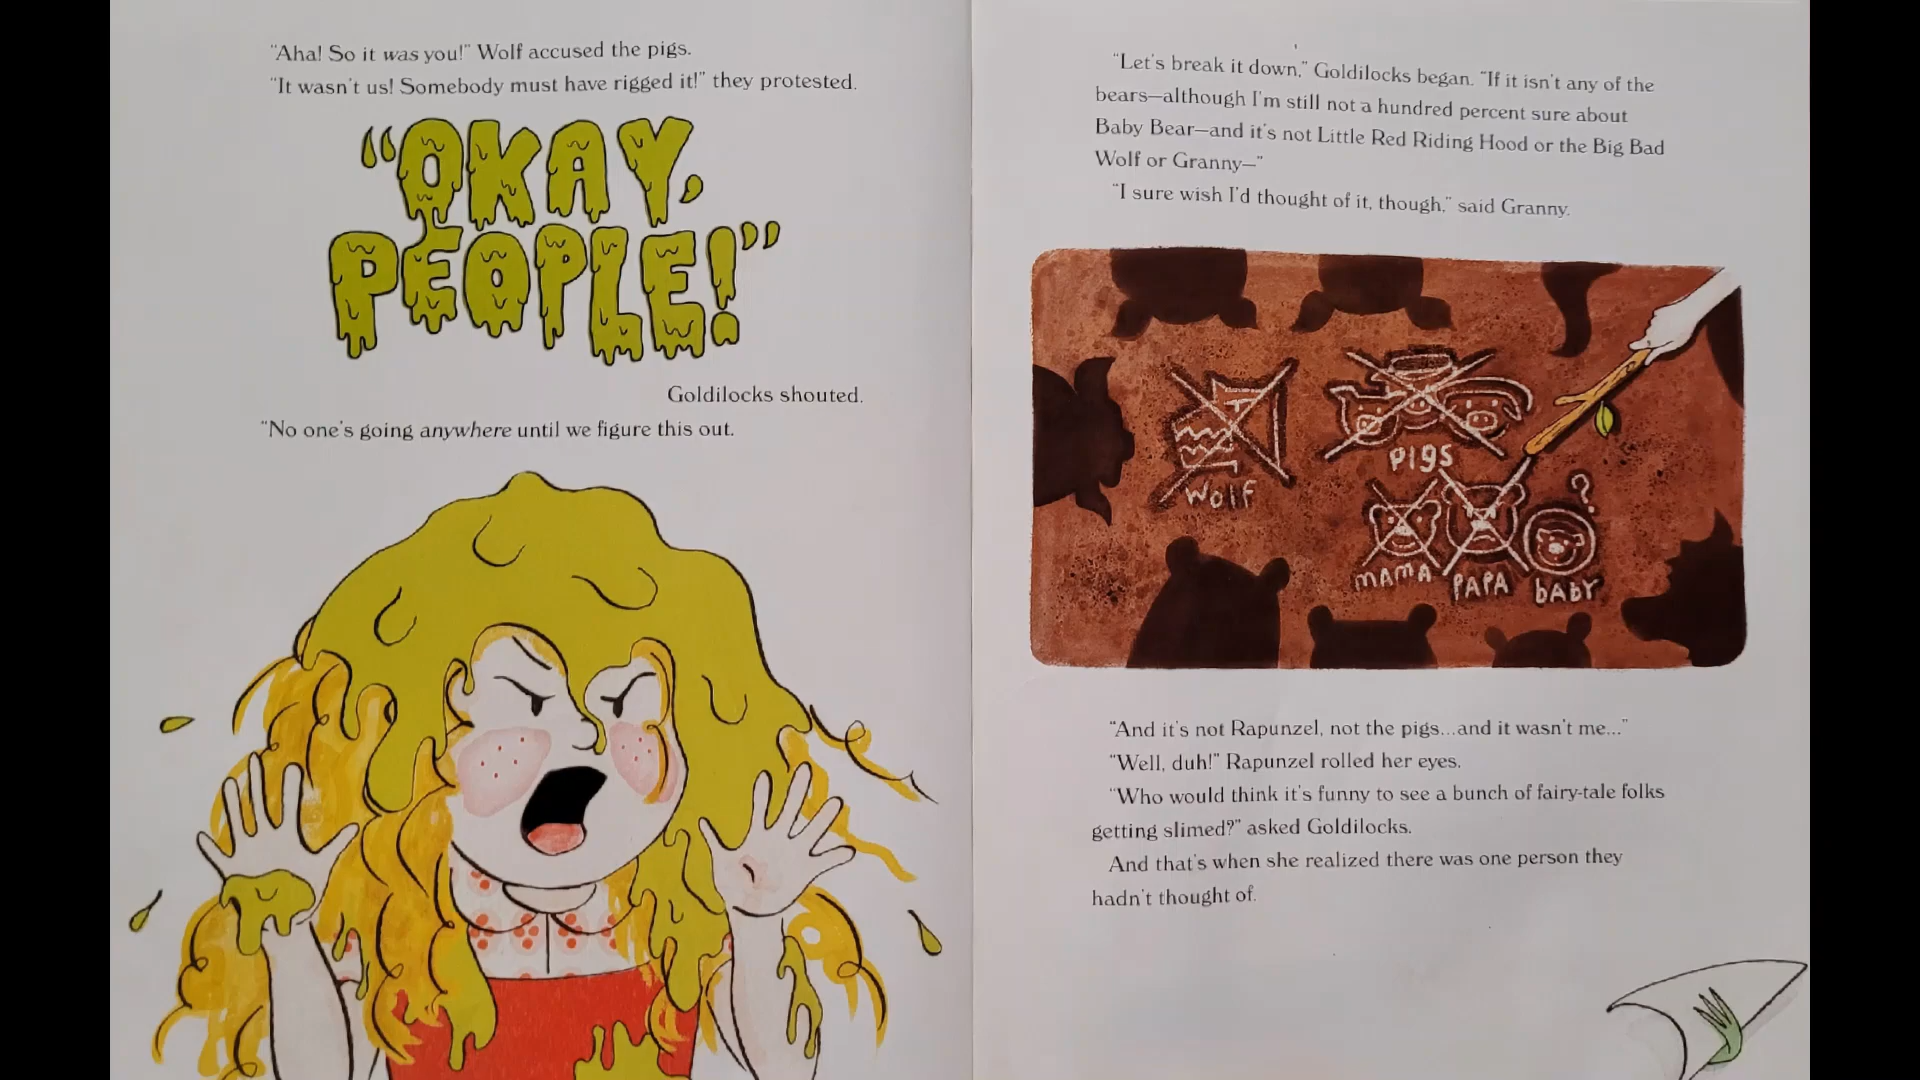 "Aha! So it was you!" Wolf accused the pigs.
"It wasn't us! Somebody must have rigged it!" they protested.
"OKAY,
PEOPLE!"
Goldilocks shouted.
"No one's going anywhere until we figure this out.
"Let's break it down," Goldilocks began. "If it isn't any of the
bears—although I'm still not a hundred percent sure about
Baby Bear—and it's not Little Red Riding Hood or the Big Bad
Wolf or Granny—"
"I sure wish I'd thought of it, though," said Granny.
PIgS
WOlF
?
MAMA PAPA bAbY
"And it's not Rapunzel, not the pigs...and it wasn't me..."
"Well, duh!" Rapunzel rolled her eyes.
"Who would think it's funny to see a bunch of fairy-tale folks
getting slimed?" asked Goldilocks.
And that's when she realized there was one person they
hadn't thought of.